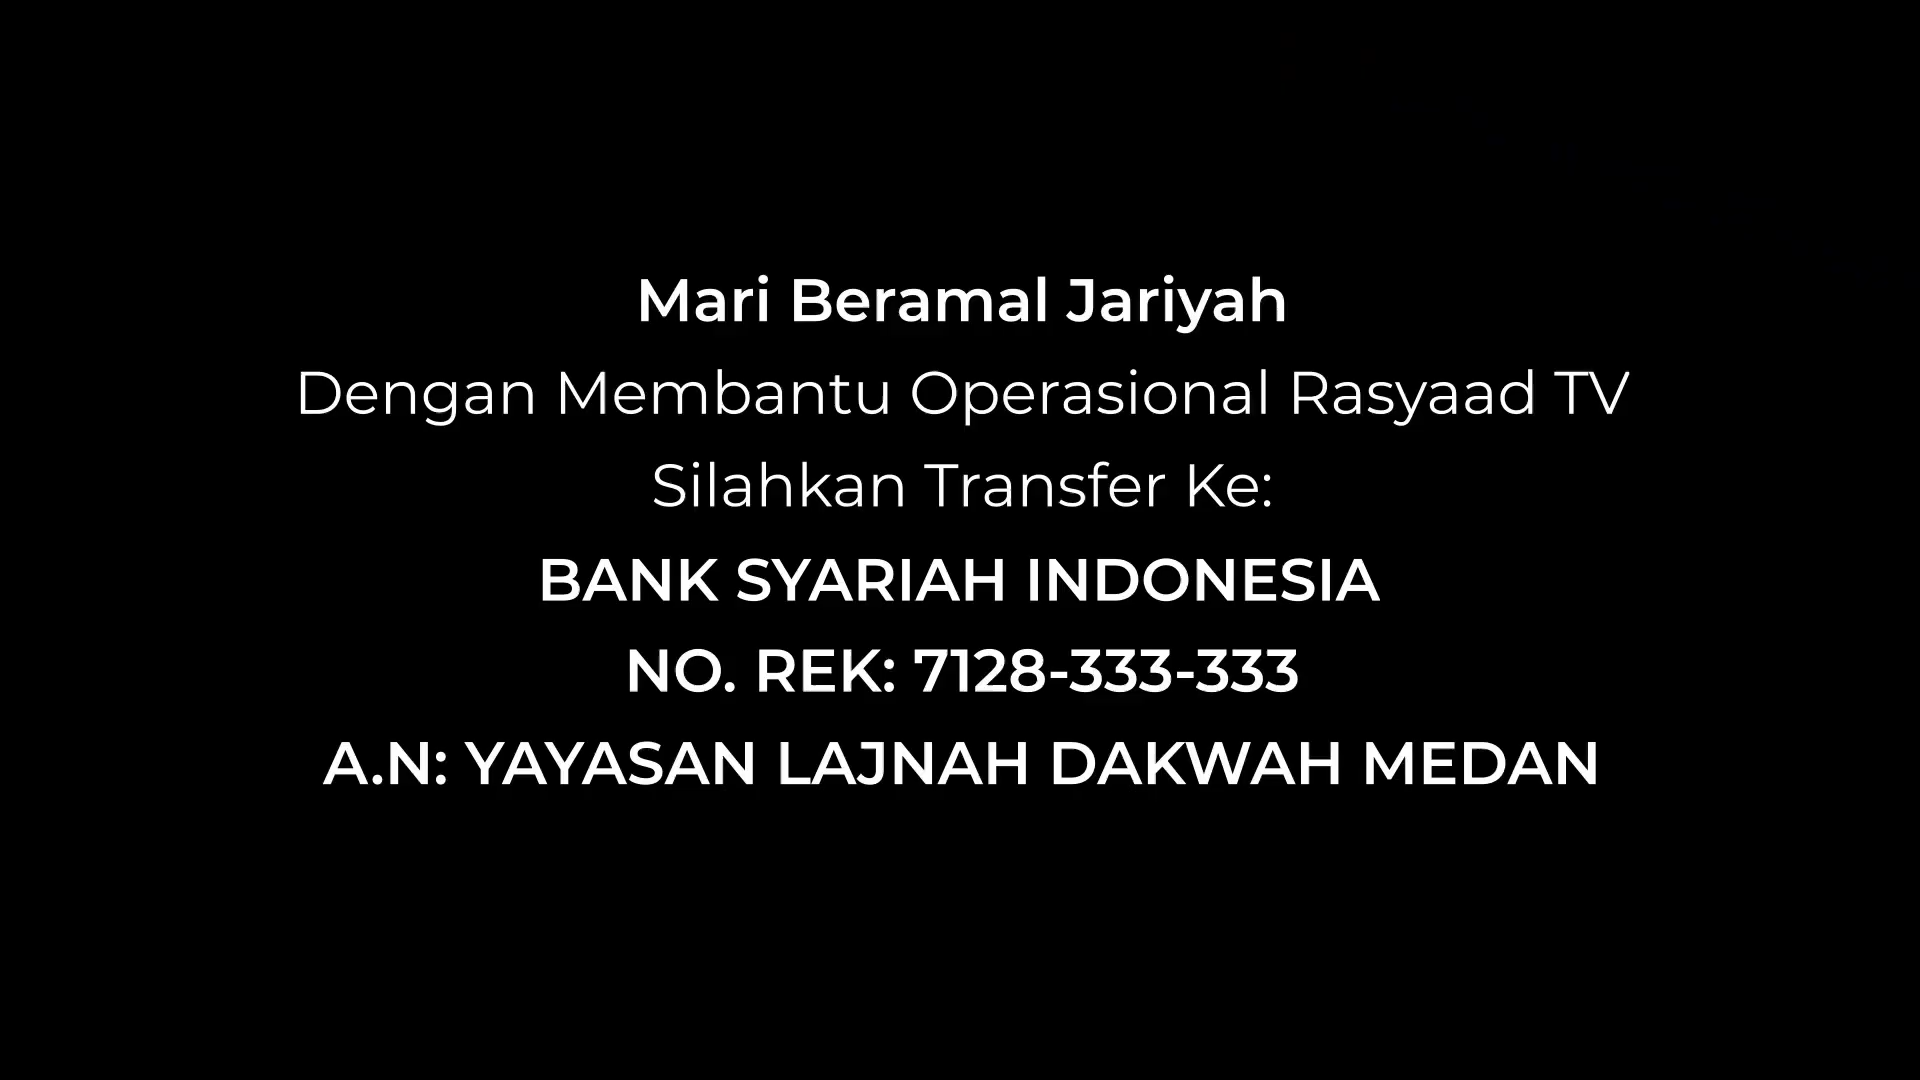 Mari Beramal Jariyah
Dengan Membantu Operasional Rasyaad TV
Silahkan Transfer Ke:
BANK SYARIAH INDONESIA
NO. REK: 7128-333-333
A.N: YAYASAN LAJNAH DAKWAH MEDAN